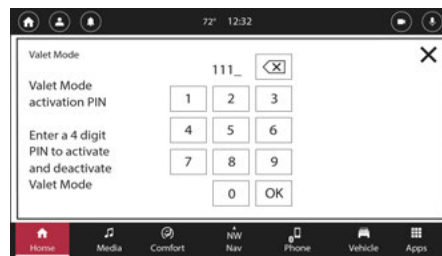 72° 12:32
Valet Mode
111_
Valet Mode
activation PIN
Enter a 4 digit
PIN to activate
and deactivate
Valet Mode
1 2 3
4 5 6
7 8 9
0 OK
NW
Home Media Comfort Nav Phone Vehicle Apps